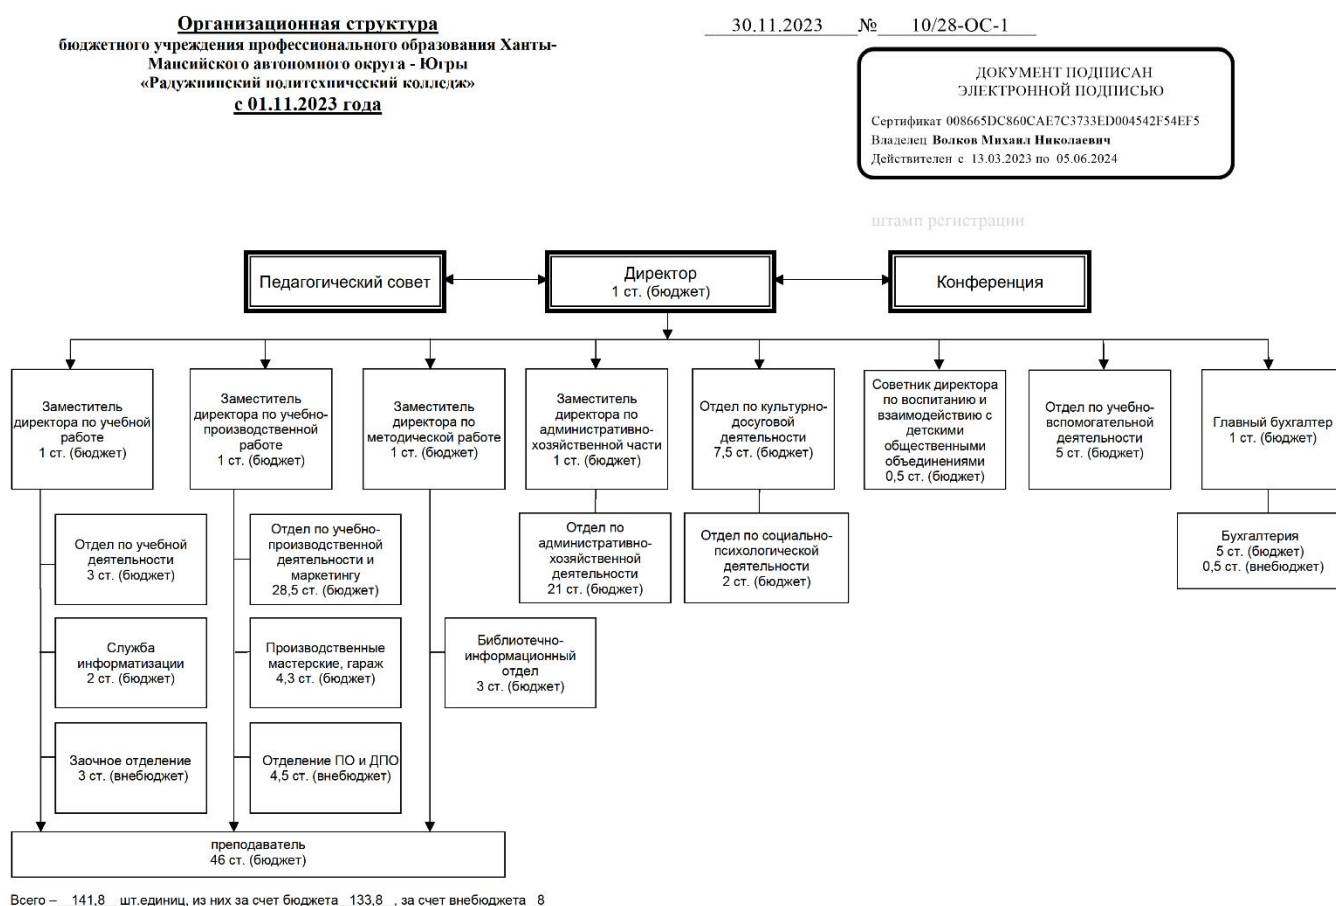 Организационная структура
бюджетного учреждения профессионального образования Ханты-
Мансийского автономного округа - Югры
«Радужнинский политехнический колледж»
с 01.11.2023 года
30.11.2023 № 10/28-ОС-1
ДОКУМЕНТ ПОДПИСАН
ЭЛЕКТРОННОЙ ПОДПИСЬЮ
Сертификат 008665DC860CAE7C3733ED004542F54EF5
Владелец Волков Михаил Николаевич
Действителен с 13.03.2023 по 05.06.2024
штамп регистрации
Педагогический совет
Директор
1 ст. (бюджет)
Конференция
Заместитель
директора по учебной
работе
1 ст. (бюджет)
Заместитель
директора по учебно-
производственной
работе
1 ст. (бюджет)
Заместитель
директора по
методической работе
1 ст. (бюджет)
Заместитель
директора по
административно-
хозяйственной части
1 ст. (бюджет)
Отдел по культурно-
досуговой
деятельности
7,5 ст. (бюджет)
Советник директора
по воспитанию и
взаимодействию с
детскими
общественными
объединениями
0,5 ст. (бюджет)
Отдел по учебно-
вспомогательной
деятельности
5 ст. (бюджет)
Главный бухгалтер
1 ст. (бюджет)
Отдел по учебной
деятельности
3 ст. (бюджет)
Отдел по учебно-
производственной
деятельности и
маркетингу
28,5 ст. (бюджет)
Отдел по
административно-
хозяйственной
деятельности
21 ст. (бюджет)
Отдел по социально-
психологической
деятельности
2 ст. (бюджет)
Бухгалтерия
5 ст. (бюджет)
0,5 ст. (внебюджет)
Служба
информатизации
2 ст. (бюджет)
Производственные
мастерские, гараж
4,3 ст. (бюджет)
Библиотечно-
информационный
отдел
3 ст. (бюджет)
Заочное отделение
3 ст. (внебюджет)
Отделение ПО и ДПО
4,5 ст. (внебюджет)
преподаватель
46 ст. (бюджет)
Всего – 141,8 шт.единиц, из них за счет бюджета 133,8 , за счет внебюджета 8